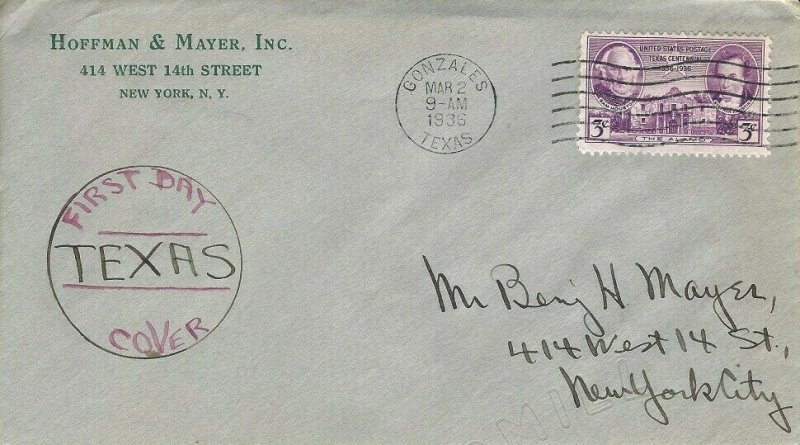 HOFFMAN & MAYER, INC.
414 WEST 14th STREET
NEW YORK, N. Y.
GONZALES
MAR 2
9-AM
1936
TEXAS
UNITED STATES POSTAGE
TEXAS CENTENNIAL
1836-1936
3¢ 3¢
THE ALAMO
FIRST DAY
TEXAS
COVER
Mr Benj H Mayer,
414 West 14 St.,
New York City